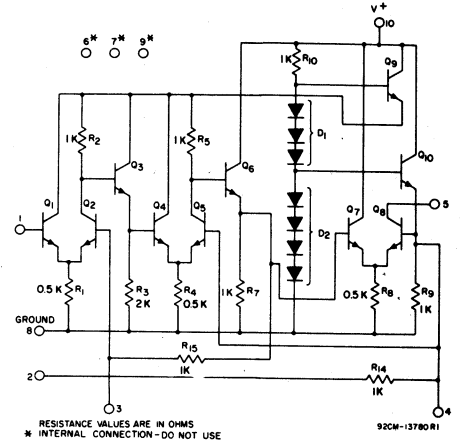 V+
10
6* 7* 9*
1K R10
Q9
1K R2
1K R5
D1
Q3
Q6
Q10
Q1 Q2
Q4 Q5
Q7 Q8
5
1
D2
0.5K R1
R3 2K
R4 0.5K
1K R7
0.5K R8
R9 1K
GROUND
8
R15
1K
2
R14
1K
3
4
RESISTANCE VALUES ARE IN OHMS
* INTERNAL CONNECTION-DO NOT USE
92CM-13780R1